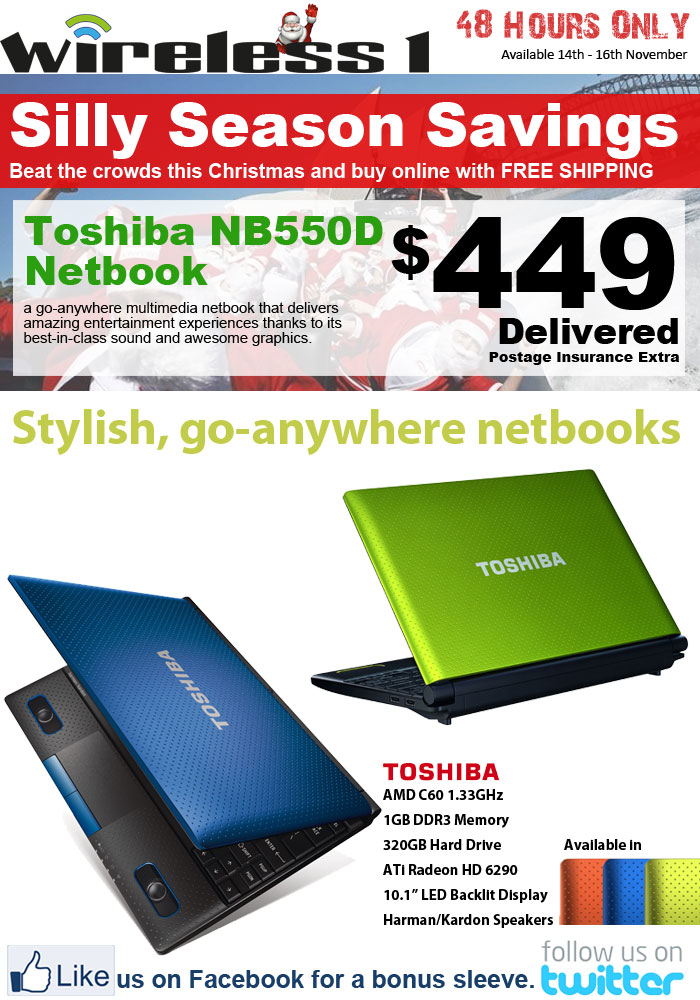 wireless 1
48 Hours Only
Available 14th - 16th November
Silly Season Savings
Beat the crowds this Christmas and buy online with FREE SHIPPING
Toshiba NB550D
Netbook
a go-anywhere multimedia netbook that delivers
amazing entertainment experiences thanks to its
best-in-class sound and awesome graphics.
$449
Delivered
Postage Insurance Extra
Stylish, go-anywhere netbooks
TOSHIBA
TOSHIBA
TOSHIBA
AMD C60 1.33GHz
1GB DDR3 Memory
320GB Hard Drive
ATi Radeon HD 6290
10.1” LED Backlit Display
Harman/Kardon Speakers
Available in
Like us on Facebook for a bonus sleeve.
follow us on
twitter